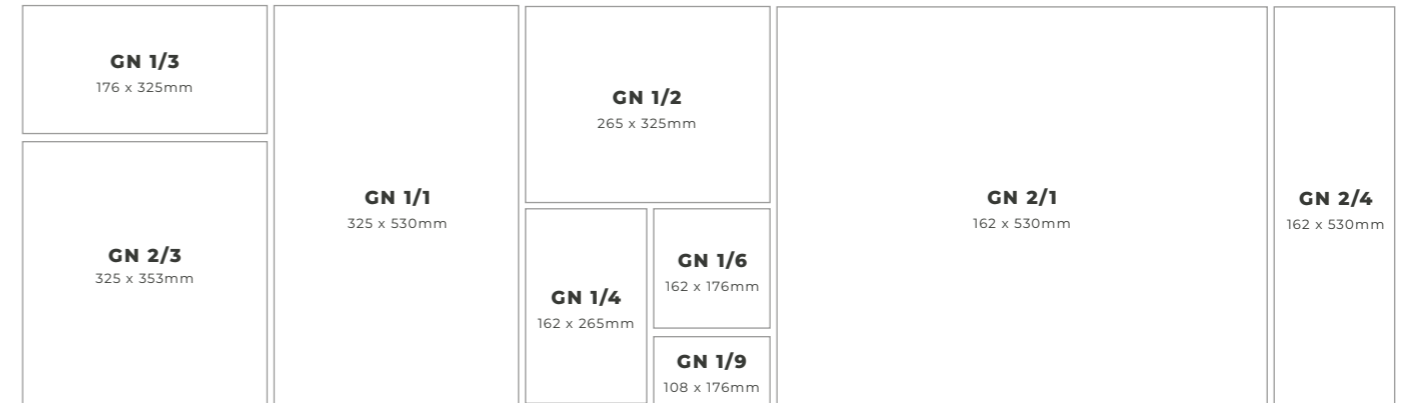 GN 1/3
176 x 325mm
GN 2/3
325 x 353mm
GN 1/1
325 x 530mm
GN 1/2
265 x 325mm
GN 1/4
162 x 265mm
GN 1/6
162 x 176mm
GN 1/9
108 x 176mm
GN 2/1
162 x 530mm
GN 2/4
162 x 530mm